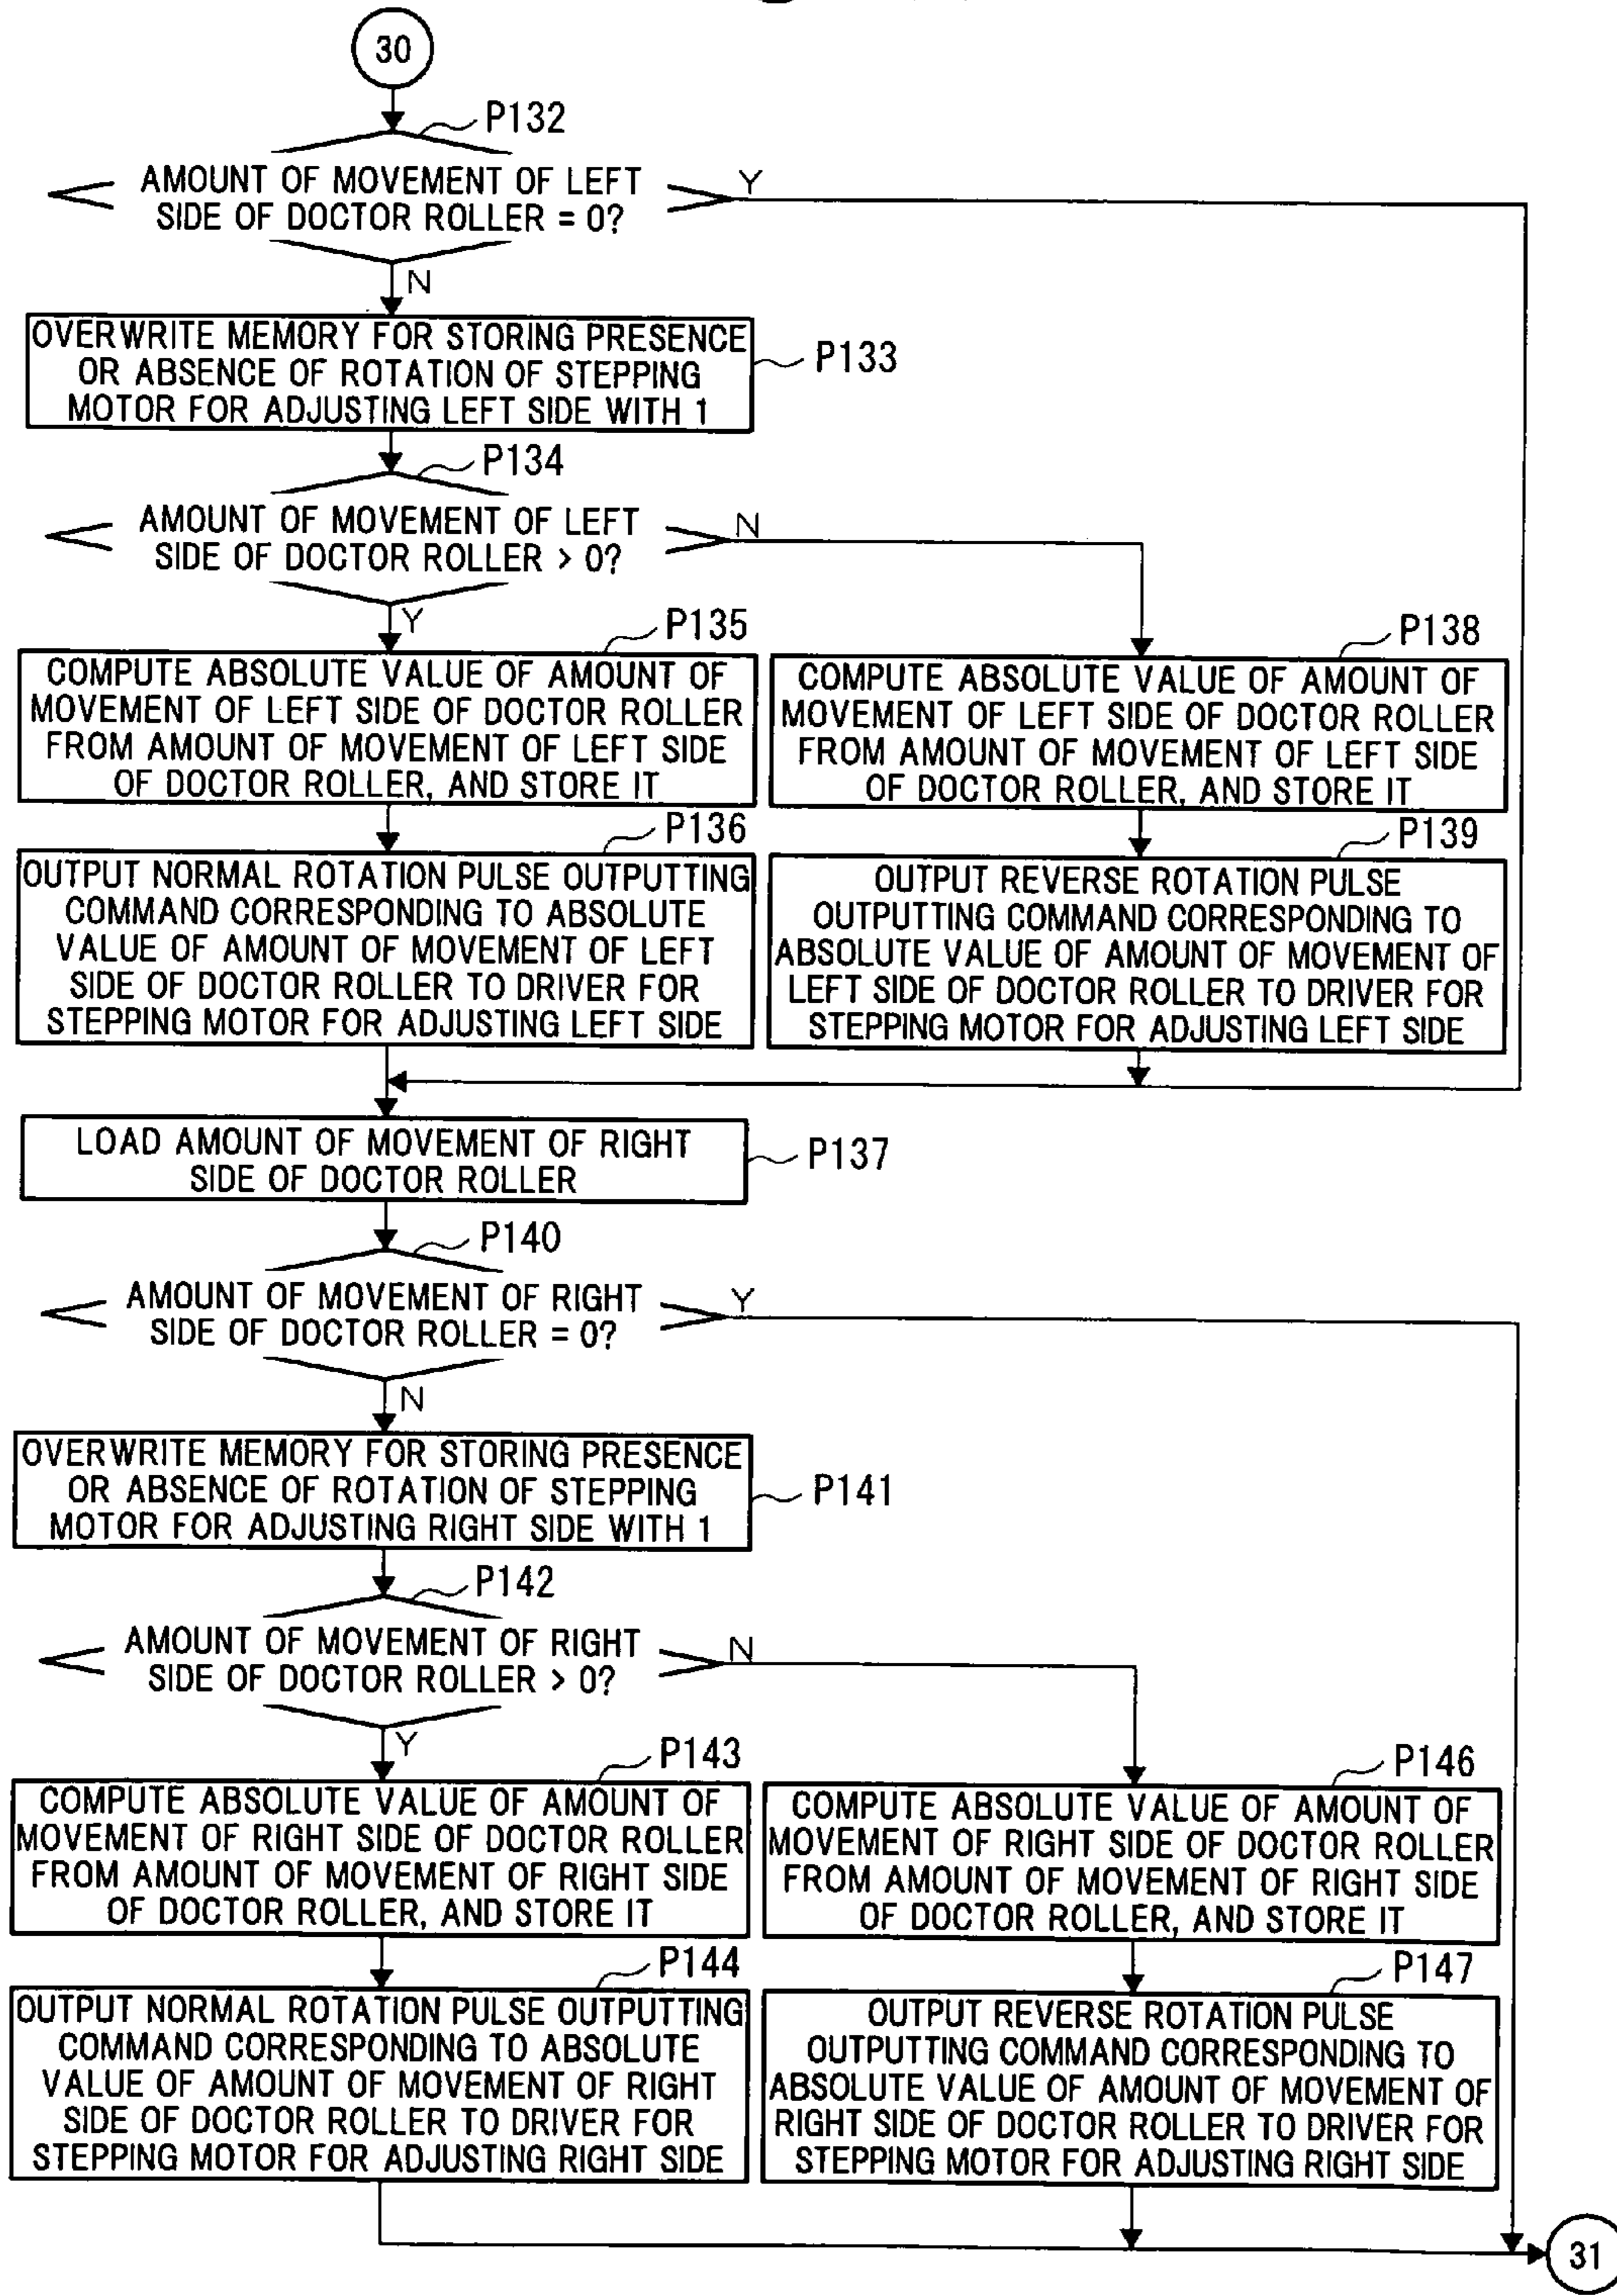 30
P132
AMOUNT OF MOVEMENT OF LEFT
SIDE OF DOCTOR ROLLER = 0?
Y
N
OVERWRITE MEMORY FOR STORING PRESENCE
OR ABSENCE OF ROTATION OF STEPPING
MOTOR FOR ADJUSTING LEFT SIDE WITH 1
P133
P134
AMOUNT OF MOVEMENT OF LEFT
SIDE OF DOCTOR ROLLER > 0?
N
Y
P135
COMPUTE ABSOLUTE VALUE OF AMOUNT OF
MOVEMENT OF LEFT SIDE OF DOCTOR ROLLER
FROM AMOUNT OF MOVEMENT OF LEFT SIDE
OF DOCTOR ROLLER, AND STORE IT
P138
COMPUTE ABSOLUTE VALUE OF AMOUNT OF
MOVEMENT OF LEFT SIDE OF DOCTOR ROLLER
FROM AMOUNT OF MOVEMENT OF LEFT SIDE
OF DOCTOR ROLLER, AND STORE IT
P136
OUTPUT NORMAL ROTATION PULSE OUTPUTTING
COMMAND CORRESPONDING TO ABSOLUTE
VALUE OF AMOUNT OF MOVEMENT OF LEFT
SIDE OF DOCTOR ROLLER TO DRIVER FOR
STEPPING MOTOR FOR ADJUSTING LEFT SIDE
P139
OUTPUT REVERSE ROTATION PULSE
OUTPUTTING COMMAND CORRESPONDING TO
ABSOLUTE VALUE OF AMOUNT OF MOVEMENT OF
LEFT SIDE OF DOCTOR ROLLER TO DRIVER FOR
STEPPING MOTOR FOR ADJUSTING LEFT SIDE
LOAD AMOUNT OF MOVEMENT OF RIGHT
SIDE OF DOCTOR ROLLER
P137
P140
AMOUNT OF MOVEMENT OF RIGHT
SIDE OF DOCTOR ROLLER = 0?
Y
N
OVERWRITE MEMORY FOR STORING PRESENCE
OR ABSENCE OF ROTATION OF STEPPING
MOTOR FOR ADJUSTING RIGHT SIDE WITH 1
P141
P142
AMOUNT OF MOVEMENT OF RIGHT
SIDE OF DOCTOR ROLLER > 0?
N
Y
P143
COMPUTE ABSOLUTE VALUE OF AMOUNT OF
MOVEMENT OF RIGHT SIDE OF DOCTOR ROLLER
FROM AMOUNT OF MOVEMENT OF RIGHT SIDE
OF DOCTOR ROLLER, AND STORE IT
P146
COMPUTE ABSOLUTE VALUE OF AMOUNT OF
MOVEMENT OF RIGHT SIDE OF DOCTOR ROLLER
FROM AMOUNT OF MOVEMENT OF RIGHT SIDE
OF DOCTOR ROLLER, AND STORE IT
P144
OUTPUT NORMAL ROTATION PULSE OUTPUTTING
COMMAND CORRESPONDING TO ABSOLUTE
VALUE OF AMOUNT OF MOVEMENT OF RIGHT
SIDE OF DOCTOR ROLLER TO DRIVER FOR
STEPPING MOTOR FOR ADJUSTING RIGHT SIDE
P147
OUTPUT REVERSE ROTATION PULSE
OUTPUTTING COMMAND CORRESPONDING TO
ABSOLUTE VALUE OF AMOUNT OF MOVEMENT OF
RIGHT SIDE OF DOCTOR ROLLER TO DRIVER FOR
STEPPING MOTOR FOR ADJUSTING RIGHT SIDE
31